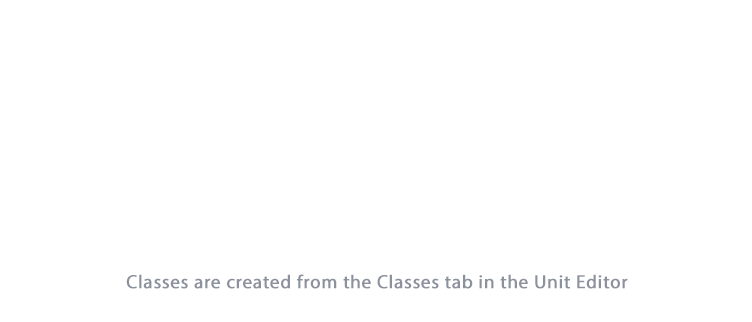 Classes are created from the Classes tab in the Unit Editor